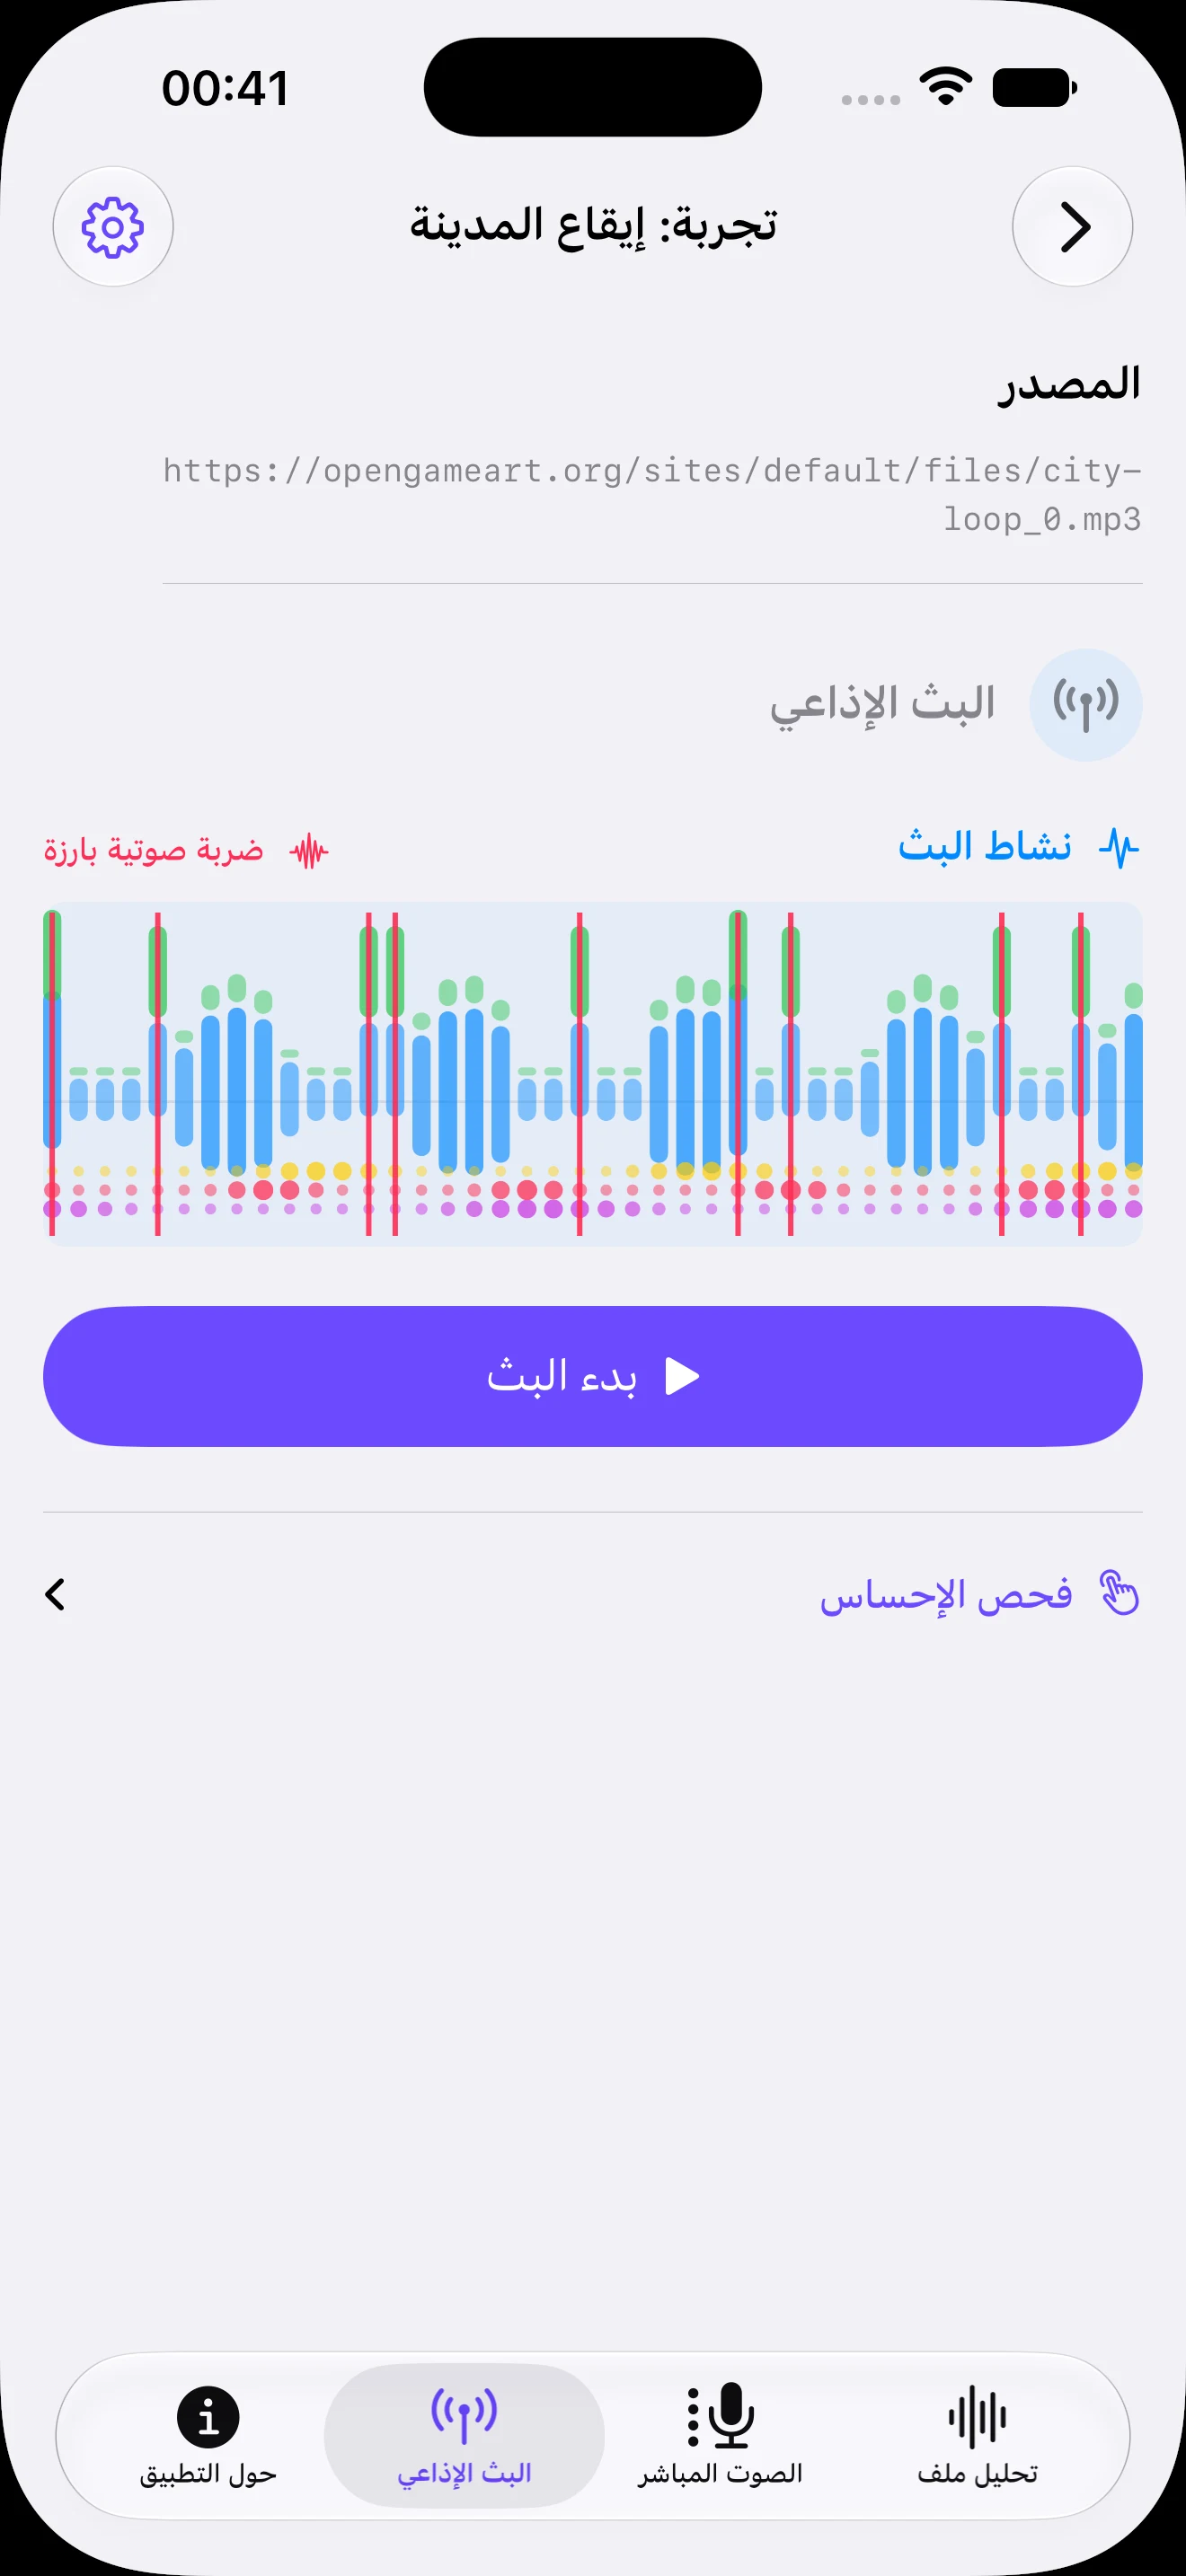 00:41
تجربة: إيقاع المدينة
المصدر
https://opengameart.org/sites/default/files/city-
loop_0.mp3
البث الإذاعي
نشاط البث
ضربة صوتية بارزة
بدء البث
فحص الإحساس
تحليل ملف
الصوت المباشر
البث الإذاعي
حول التطبيق